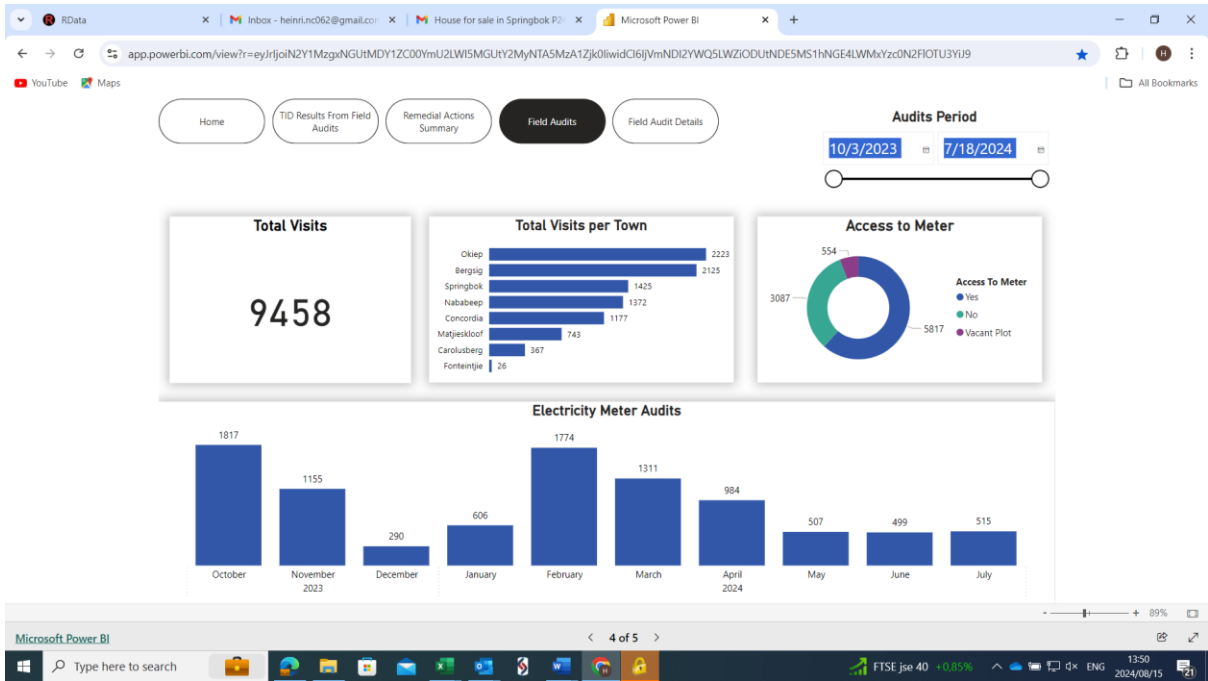 RData
Inbox - heinri.nc062@gmail.com
House for sale in Springbok P2
Microsoft Power BI
YouTube
Maps
All Bookmarks
Home
TID Results From Field
Audits
Remedial Actions
Summary
Field Audits
Field Audit Details
Audits Period
10/3/2023
7/18/2024
Total Visits
9458
Total Visits per Town
Okiep 2223
Bergsig 2125
Springbok 1425
Nababeep 1372
Concordia 1177
Matjieskloof 743
Carolusberg 367
Fonteintjie 26
Access to Meter
554
3087
5817
Access To Meter
Yes
No
Vacant Plot
Electricity Meter Audits
1817
1155
290
606
1774
1311
984
507
499
515
October November December January February March April May June July
2023 2024
- + 89%
Microsoft Power BI
< 4 of 5 >
Type here to search
FTSE jse 40 +0,85%
ENG
13:50
2024/08/15
21